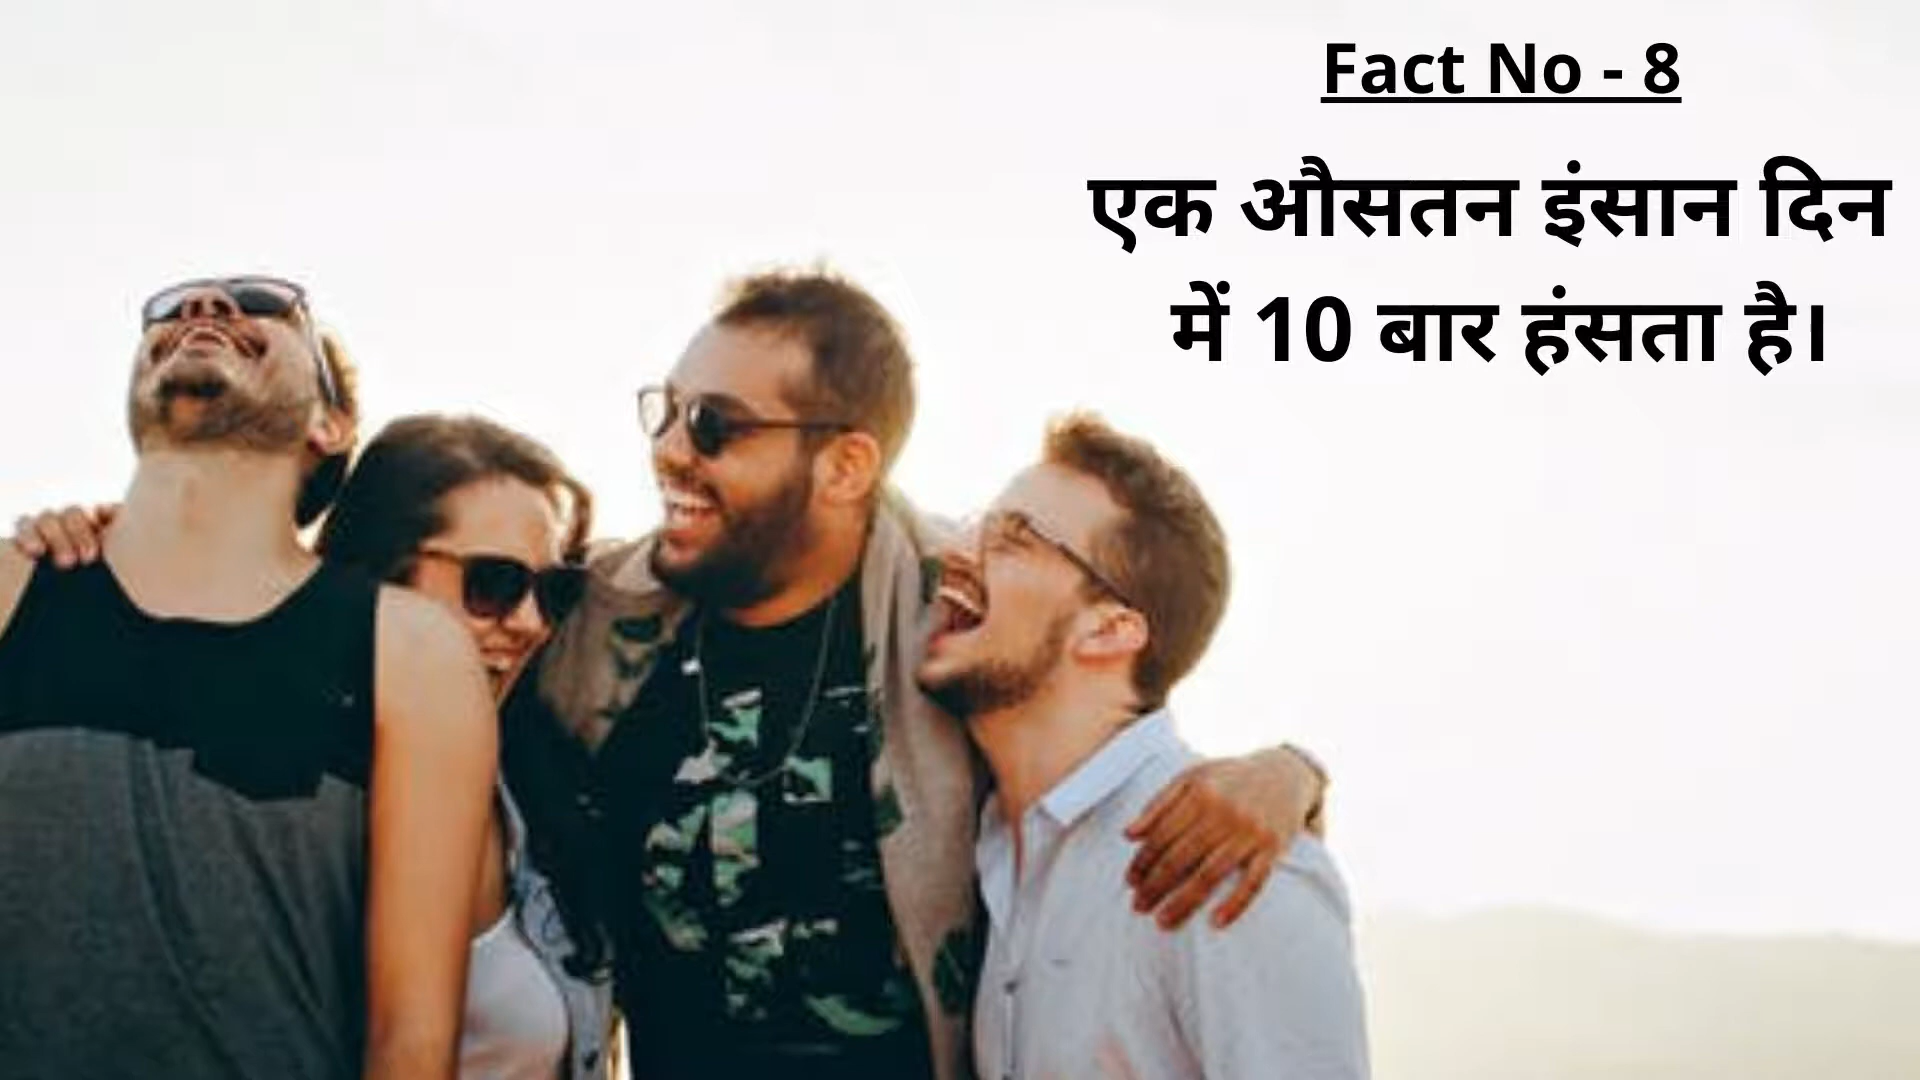 Fact No - 8
एक औसतन इंसान दिन
में 10 बार हंसता है।